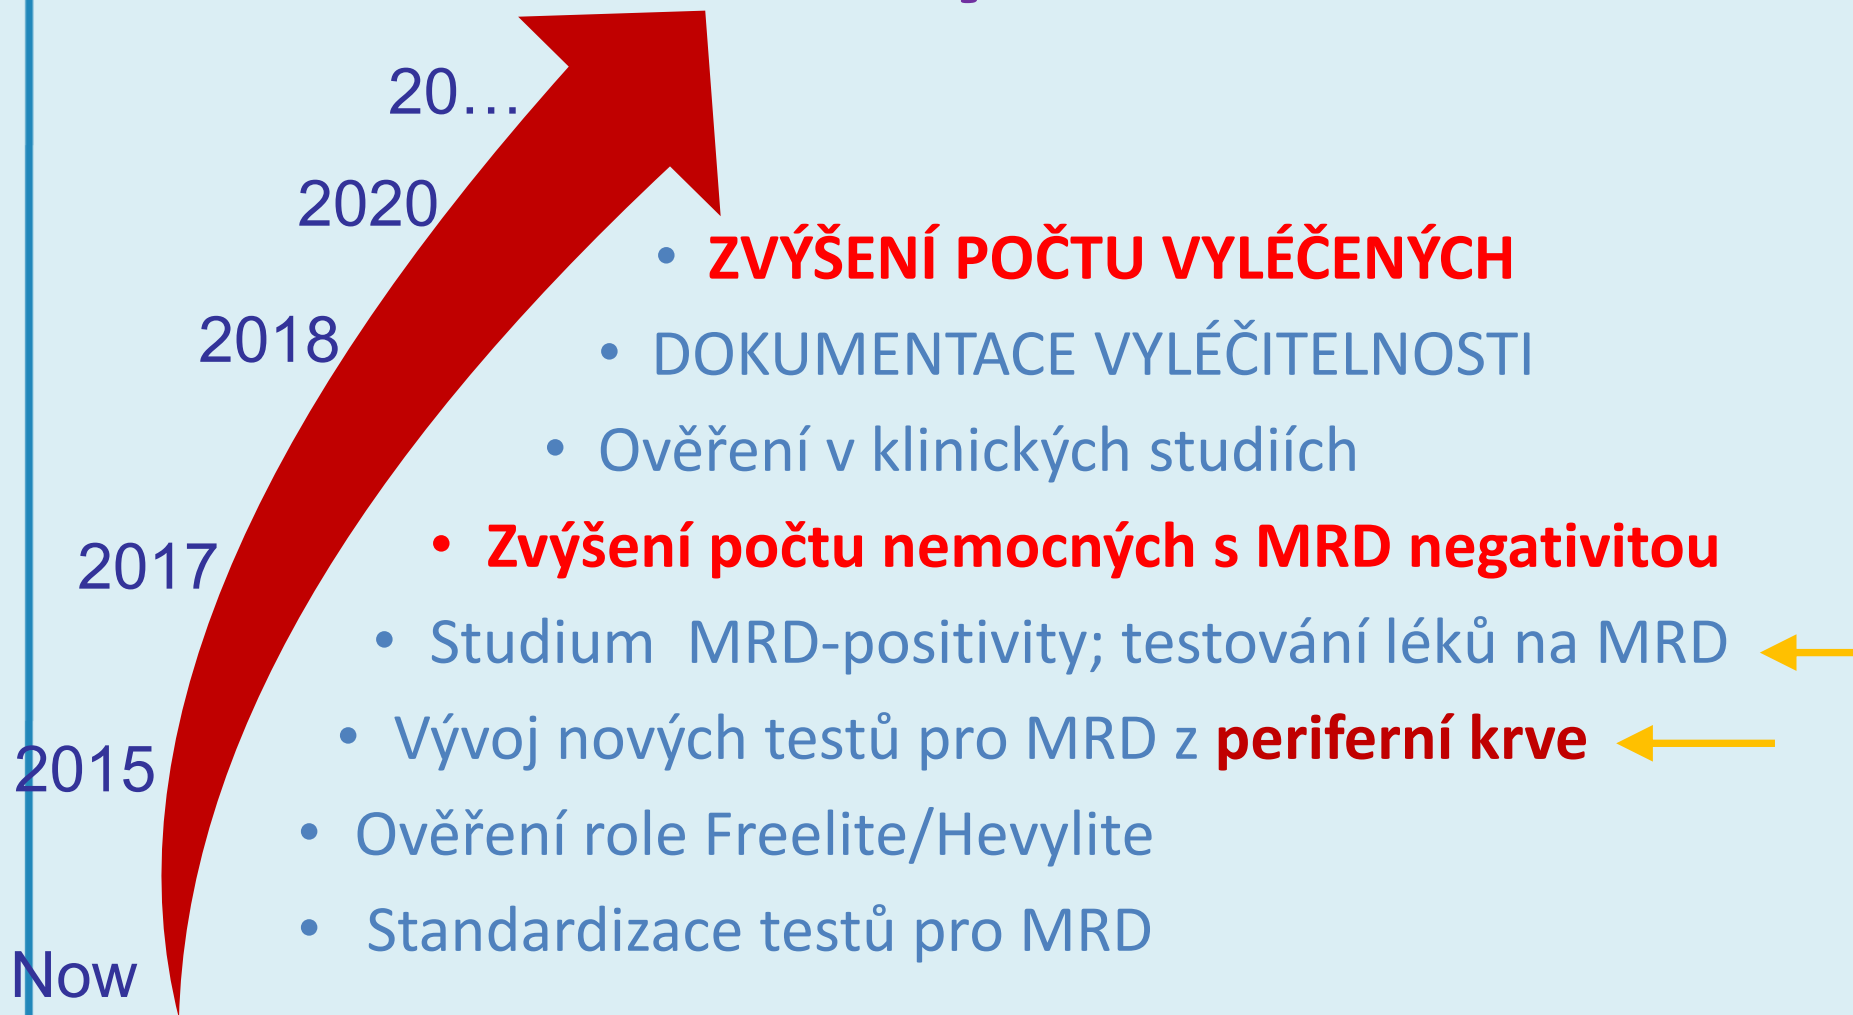 20...
2020
• ZVÝŠENÍ POČTU VYLÉČENÝCH
2018
• DOKUMENTACE VYLÉČITELNOSTI
• Ověření v klinických studiích
2017
• Zvýšení počtu nemocných s MRD negativitou
• Studium MRD-positivity; testování léků na MRD
• Vývoj nových testů pro MRD z periferní krve
2015
• Ověření role Freelite/Hevylite
• Standardizace testů pro MRD
Now